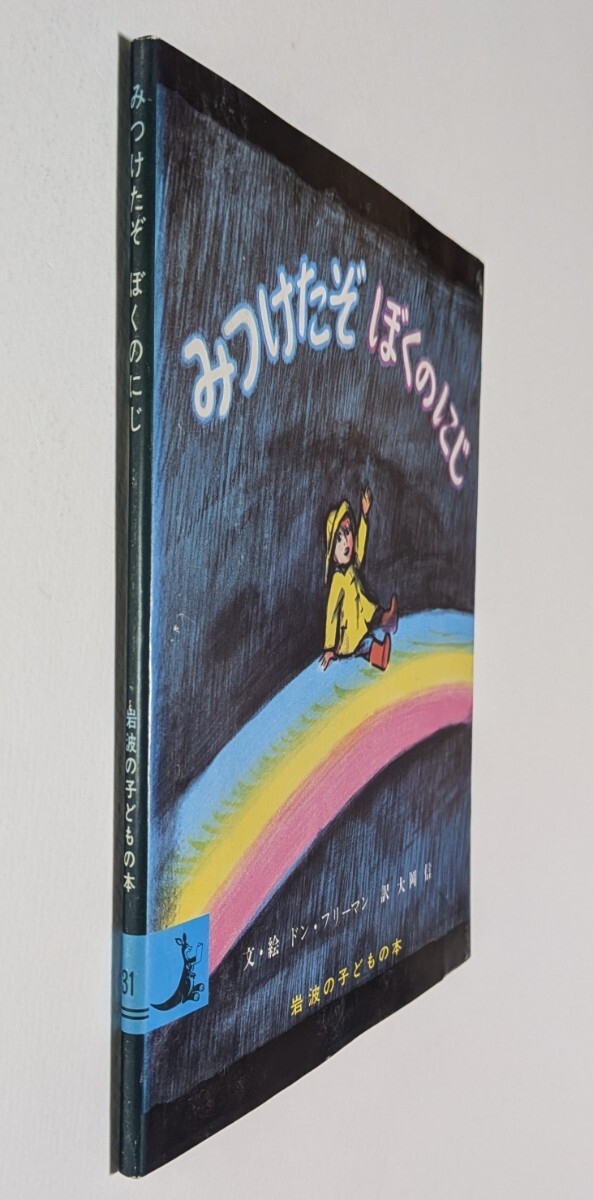 みつけたぞ ぼくのにじ
岩波の子どもの本
31
みつけたぞ ぼくのにじ
文・絵 ドン・フリーマン 訳 大岡 信
岩波の子どもの本